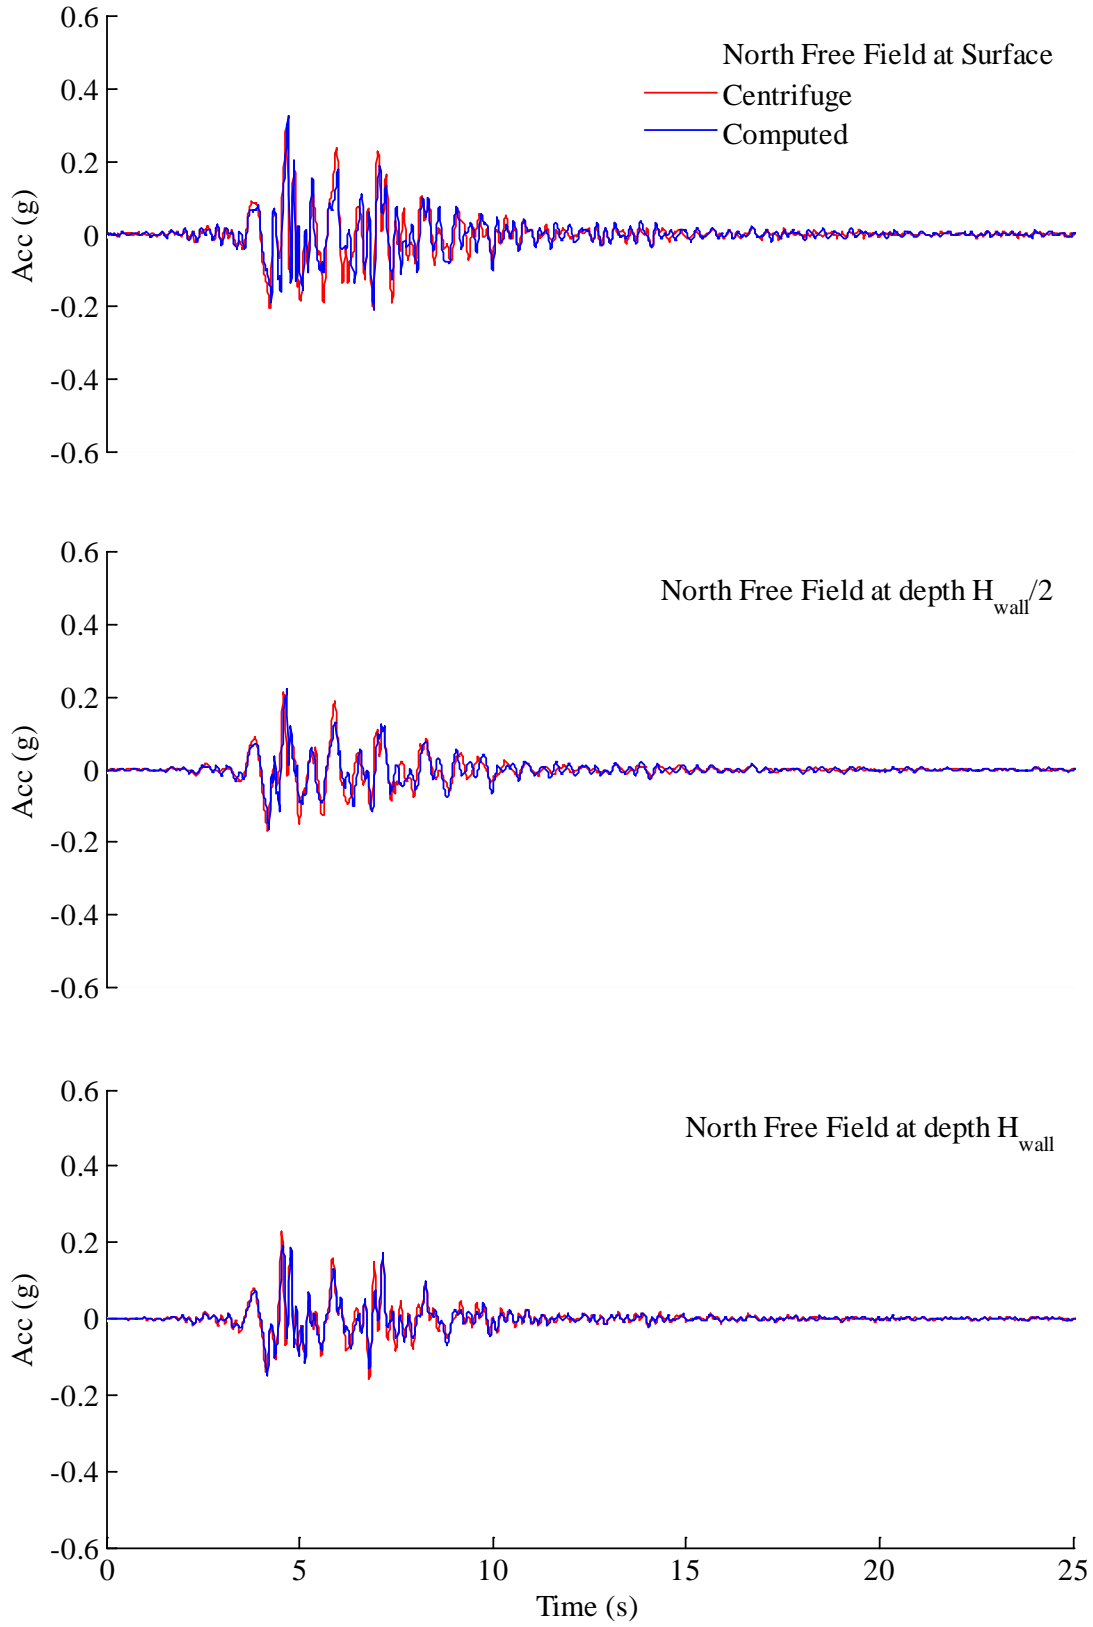 0.6
North Free Field at Surface
0.4
Centrifuge
Computed
0.2
Acc (g)
0
-0.2
-0.4
-0.6
0.6
North Free Field at depth H_wall/2
0.4
0.2
Acc (g)
0
-0.2
-0.4
-0.6
0.6
North Free Field at depth H_wall
0.4
0.2
Acc (g)
0
-0.2
-0.4
-0.6
0 5 10 15 20 25
Time (s)